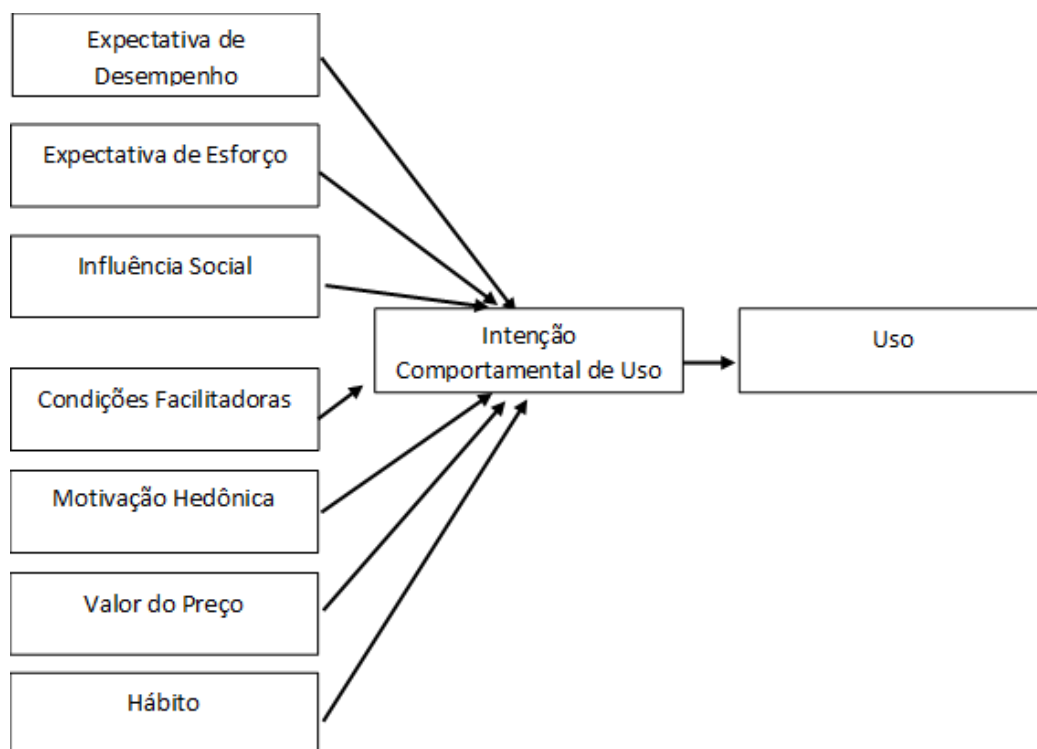 Expectativa de
Desempenho
Expectativa de Esforço
Influência Social
Condições Facilitadoras
Motivação Hedônica
Valor do Preço
Hábito
Intenção
Comportamental de Uso
Uso